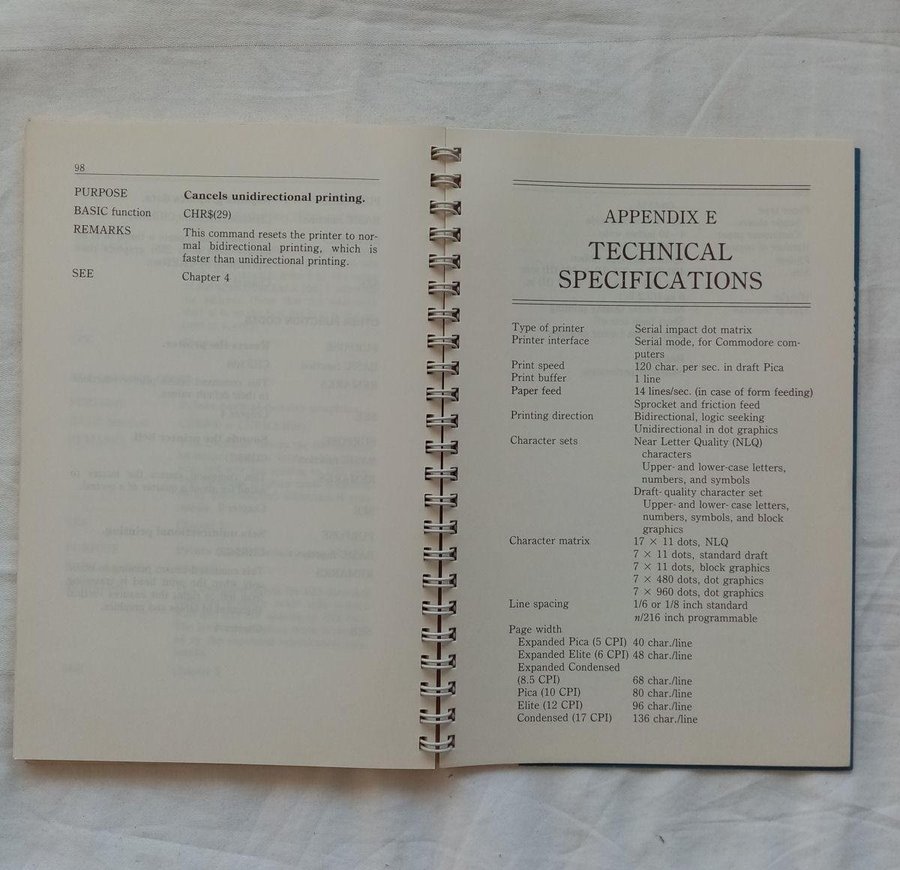 98
PURPOSE Cancels unidirectional printing.
BASIC function CHR$(29)
REMARKS This command resets the printer to nor-
mal bidirectional printing, which is
faster than unidirectional printing.
SEE Chapter 4
APPENDIX E
TECHNICAL
SPECIFICATIONS
Type of printer Serial impact dot matrix
Printer interface Serial mode, for Commodore com-
puters
Print speed 120 char. per sec. in draft Pica
Print buffer 1 line
Paper feed 14 lines/sec. (in case of form feeding)
Sprocket and friction feed
Printing direction Bidirectional, logic seeking
Unidirectional in dot graphics
Character sets Near Letter Quality (NLQ)
characters
Upper- and lower-case letters,
numbers, and symbols
Draft-quality character set
Upper- and lower-case letters,
numbers, symbols, and block
graphics
Character matrix 17 × 11 dots, NLQ
7 × 11 dots, standard draft
7 × 11 dots, block graphics
7 × 480 dots, dot graphics
7 × 960 dots, dot graphics
Line spacing 1/6 or 1/8 inch standard
n/216 inch programmable
Page width
Expanded Pica (5 CPI) 40 char./line
Expanded Elite (6 CPI) 48 char./line
Expanded Condensed
(8.5 CPI) 68 char./line
Pica (10 CPI) 80 char./line
Elite (12 CPI) 96 char./line
Condensed (17 CPI) 136 char./line